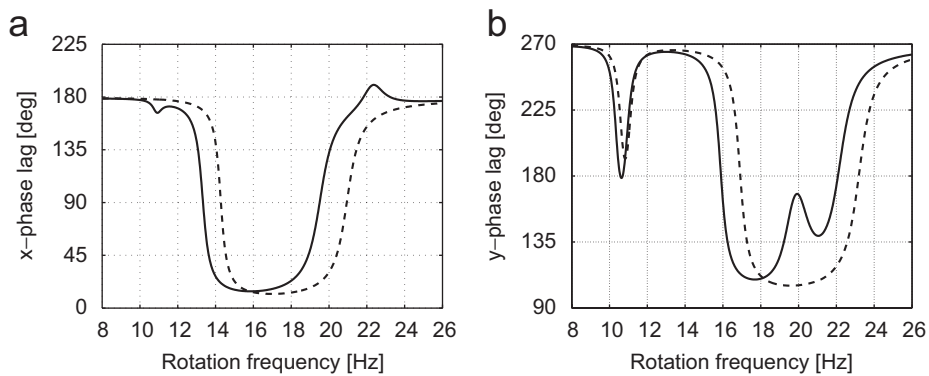 a
x–phase lag [deg]
225
180
135
90
45
0
8 10 12 14 16 18 20 22 24 26
Rotation frequency [Hz]
b
y–phase lag [deg]
270
225
180
135
90
8 10 12 14 16 18 20 22 24 26
Rotation frequency [Hz]